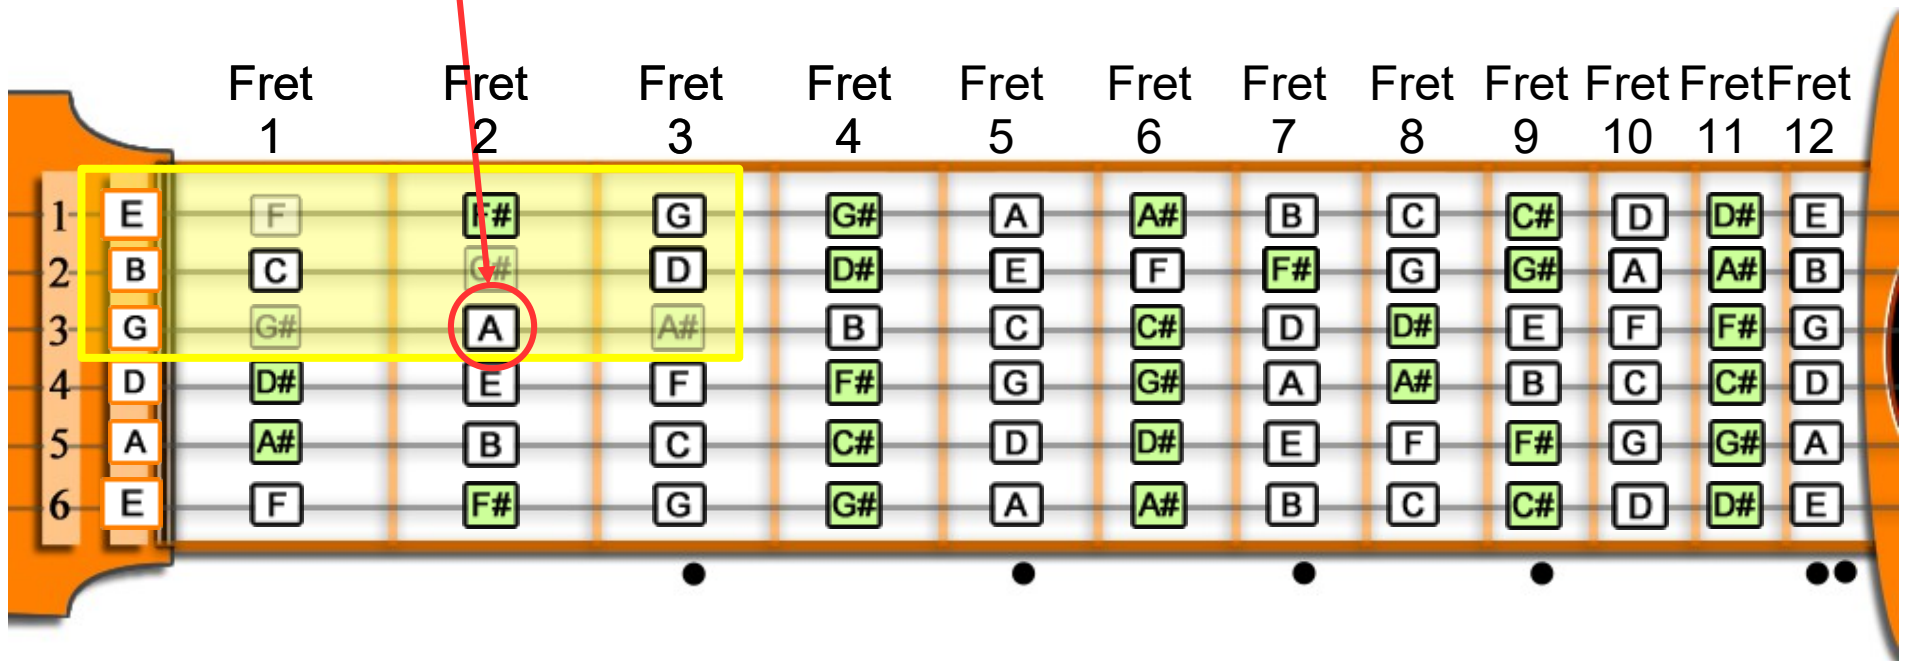 Fret Fret Fret Fret Fret Fret Fret Fret Fret Fret Fret Fret
1 2 3 4 5 6 7 8 9 10 11 12
1 E F F# G G# A A# B C C# D D# E
2 B C C# D D# E F F# G G# A A# B
3 G G# A A# B C C# D D# E F F# G
4 D D# E F F# G G# A A# B C C# D
5 A A# B C C# D D# E F F# G G# A
6 E F F# G G# A A# B C C# D D# E